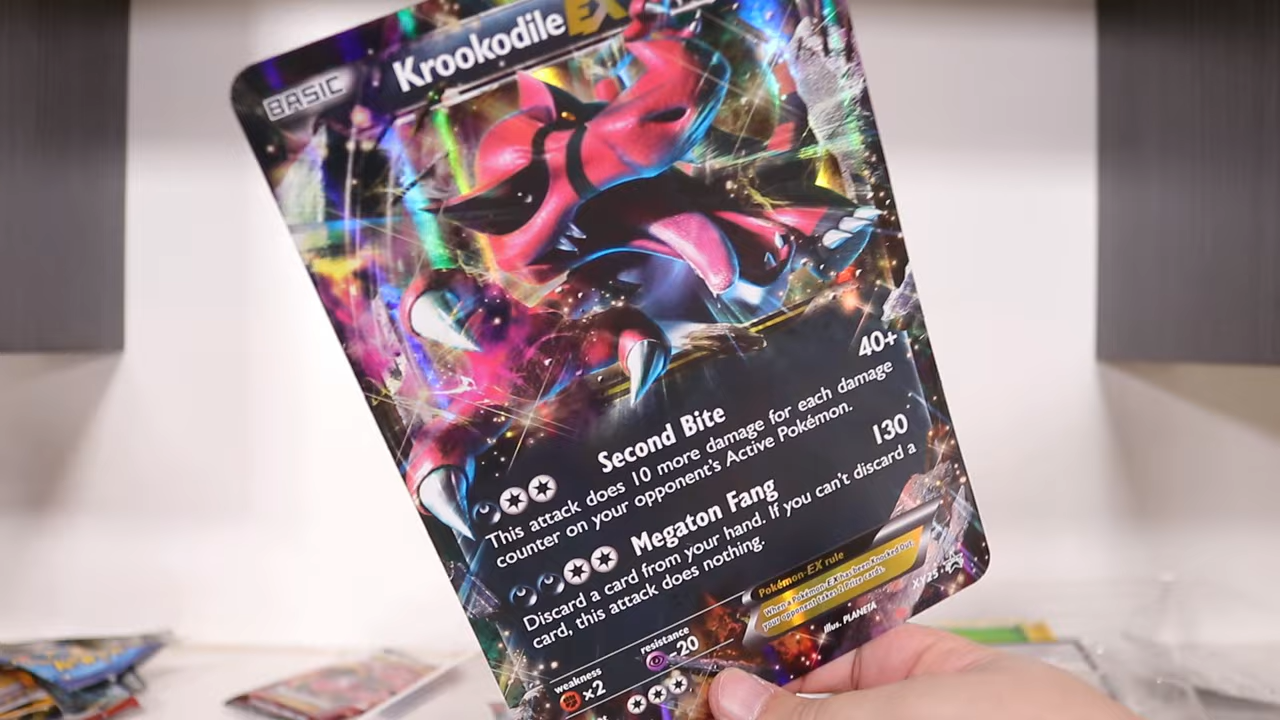 BASIC
Krookodile EX
Second Bite 40+
This attack does 10 more damage for each damage
counter on your opponent's Active Pokémon.
Megaton Fang 130
Discard a card from your hand. If you can't discard a
card, this attack does nothing.
Pokémon-EX rule
When a Pokémon-EX has been Knocked Out,
your opponent takes 2 Prize cards.
XY25
Illus. PLANETA
weakness
×2
resistance
-20